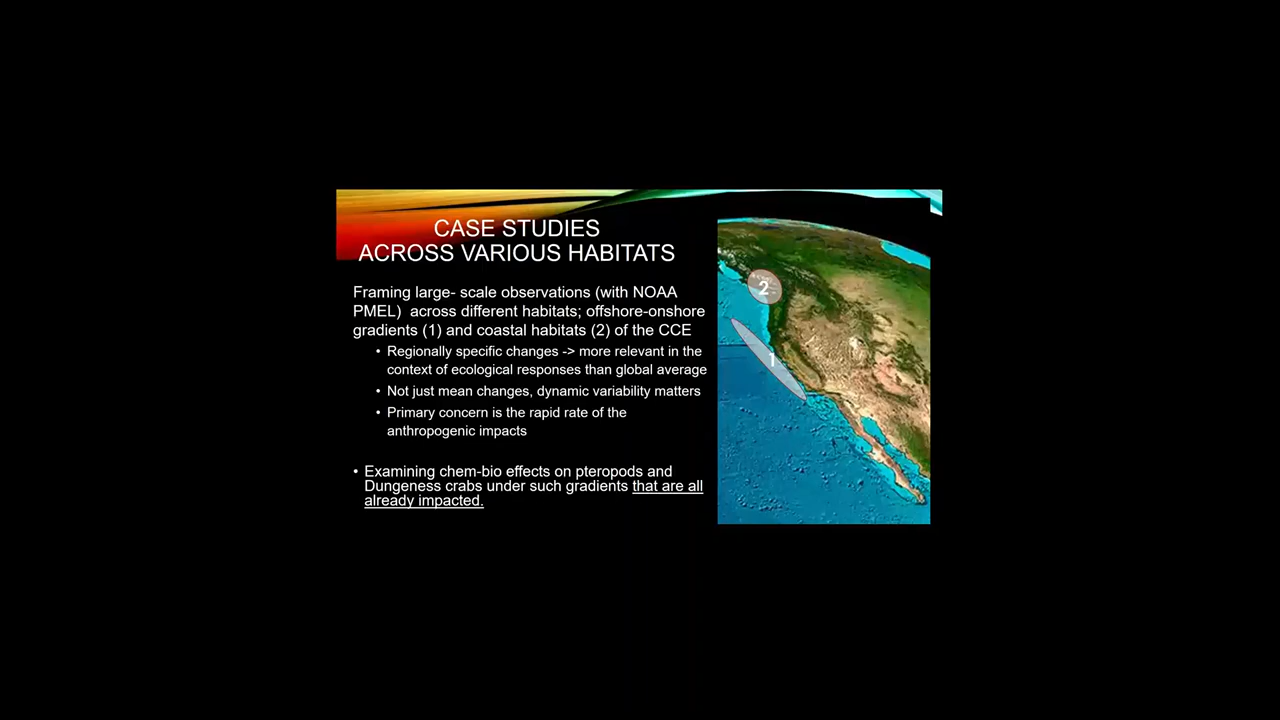 CASE STUDIES
ACROSS VARIOUS HABITATS
Framing large- scale observations (with NOAA
PMEL)  across different habitats; offshore-onshore
gradients (1) and coastal habitats (2) of the CCE
• Regionally specific changes -> more relevant in the
context of ecological responses than global average
• Not just mean changes, dynamic variability matters
• Primary concern is the rapid rate of the
anthropogenic impacts
• Examining chem-bio effects on pteropods and
Dungeness crabs under such gradients that are all
already impacted.
2
1